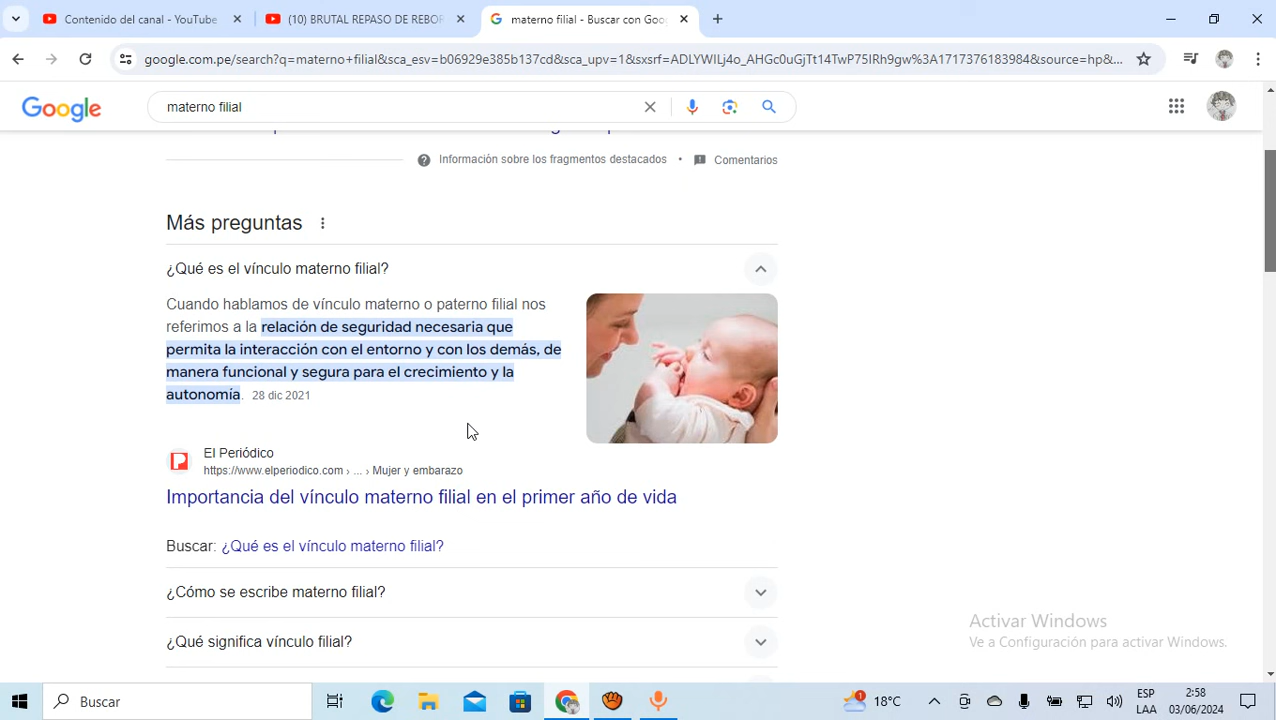 Contenido del canal - YouTube
(10) BRUTAL REPASO DE REBOR
materno filial - Buscar con Goo
google.com.pe/search?q=materno+filial&sca_esv=b06929e385b137cd&sca_upv=1&sxsrf=ADLYWILj4o_AHGc0uGjTt14TwP75IRh9gw%3A1717376183984&source=hp&...
Google
materno filial
Información sobre los fragmentos destacados
•
Comentarios
Más preguntas
¿Qué es el vínculo materno filial?
Cuando hablamos de vínculo materno o paterno filial nos
referimos a la relación de seguridad necesaria que
permita la interacción con el entorno y con los demás, de
manera funcional y segura para el crecimiento y la
autonomía. 28 dic 2021
El Periódico
https://www.elperiodico.com › ... › Mujer y embarazo
Importancia del vínculo materno filial en el primer año de vida
Buscar: ¿Qué es el vínculo materno filial?
¿Cómo se escribe materno filial?
¿Qué significa vínculo filial?
Activar Windows
Ve a Configuración para activar Windows.
Buscar
1
18°C
ESP
LAA
2:58
03/06/2024